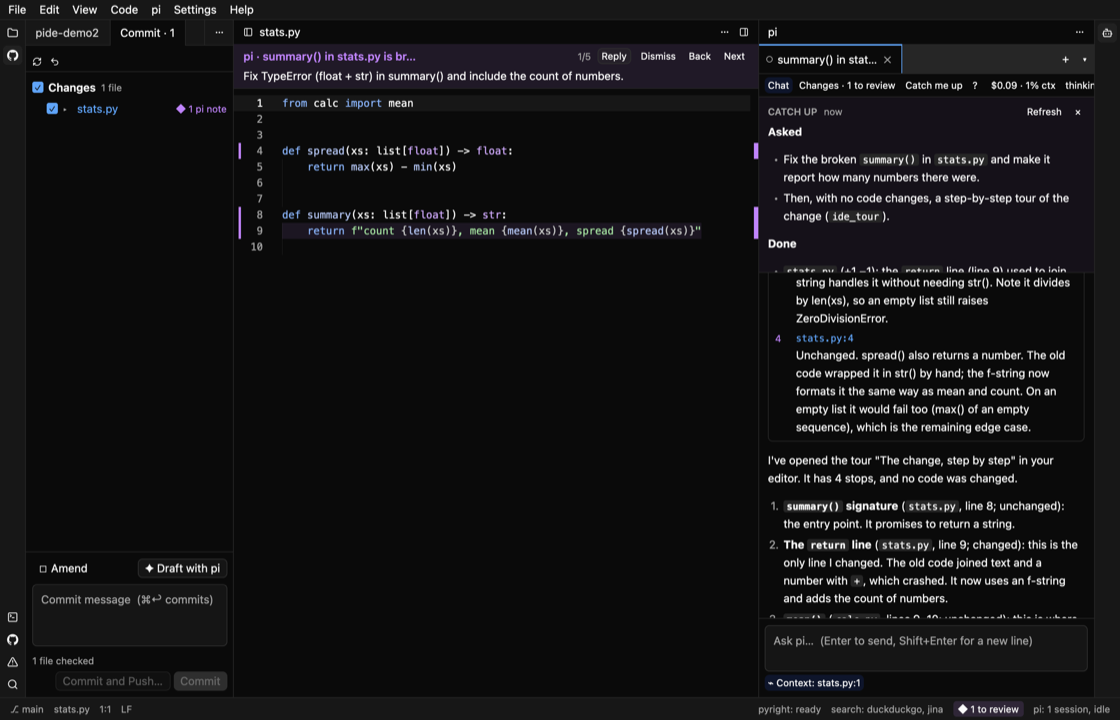 File Edit View Code pi Settings Help
pide-demo2 Commit · 1 ···
Changes 1 file
stats.py ◆ 1 pi note
Amend ✦ Draft with pi
Commit message (⌘↩ commits)
1 file checked
Commit and Push... Commit
stats.py ···
pi · summary() in stats.py is br... 1/5 Reply Dismiss Back Next
Fix TypeError (float + str) in summary() and include the count of numbers.
1 from calc import mean
2
3
4 def spread(xs: list[float]) -> float:
5 return max(xs) - min(xs)
6
7
8 def summary(xs: list[float]) -> str:
9 return f"count {len(xs)}, mean {mean(xs)}, spread {spread(xs)}"
10
pi ···
summary() in stat... × +
Chat Changes · 1 to review Catch me up ? $0.09 · 1% ctx thinkin
CATCH UP now Refresh ×
Asked
· Fix the broken summary() in stats.py and make it
report how many numbers there were.
· Then, with no code changes, a step-by-step tour of the
change ( ide_tour ).
Done
· stats.py (+1 −1): the return line (line 9) used to join
string handles it without needing str(). Note it divides
by len(xs), so an empty list still raises
ZeroDivisionError.
4 stats.py:4
Unchanged. spread() also returns a number. The old
code wrapped it in str() by hand; the f-string now
formats it the same way as mean and count. On an
empty list it would fail too (max() of an empty
sequence), which is the remaining edge case.
I've opened the tour "The change, step by step" in your
editor. It has 4 stops, and no code was changed.
1. summary() signature ( stats.py , line 8; unchanged):
the entry point. It promises to return a string.
2. The return line ( stats.py , line 9; changed): this is the
only line I changed. The old code joined text and a
number with + , which crashed. It now uses an f-string
and adds the count of numbers.
Ask pi... (Enter to send, Shift+Enter for a new line)
Context: stats.py:1
main stats.py 1:1 LF pyright: ready search: duckduckgo, jina ◆ 1 to review pi: 1 session, idle